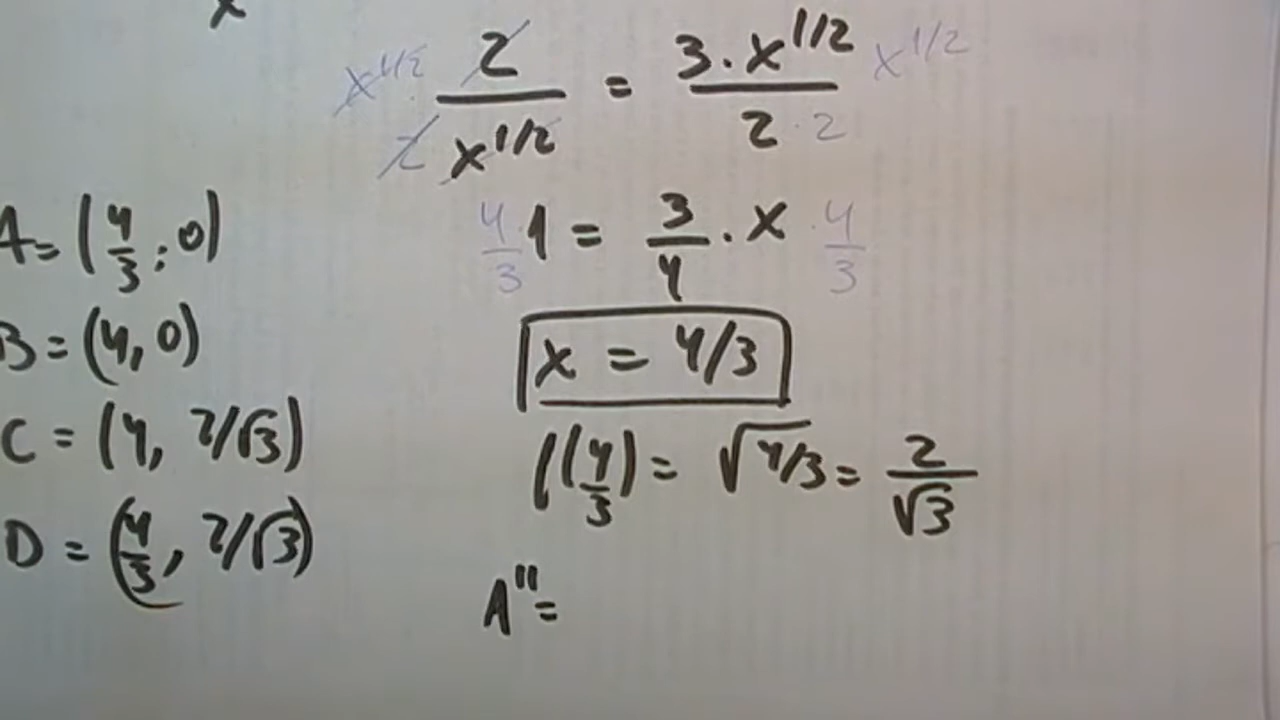 x
x^1/2 · 2/(2 x^1/2) = (3 · x^1/2)/(2 · 2) x^1/2
4/3 · 1 = 3/4 · x · 4/3
x = 4/3
f(4/3) = √4/3 = 2/√3
A'' =
A = (4/3 ; 0)
B = (4, 0)
C = (4, 2/√3)
D = (4/3, 2/√3)